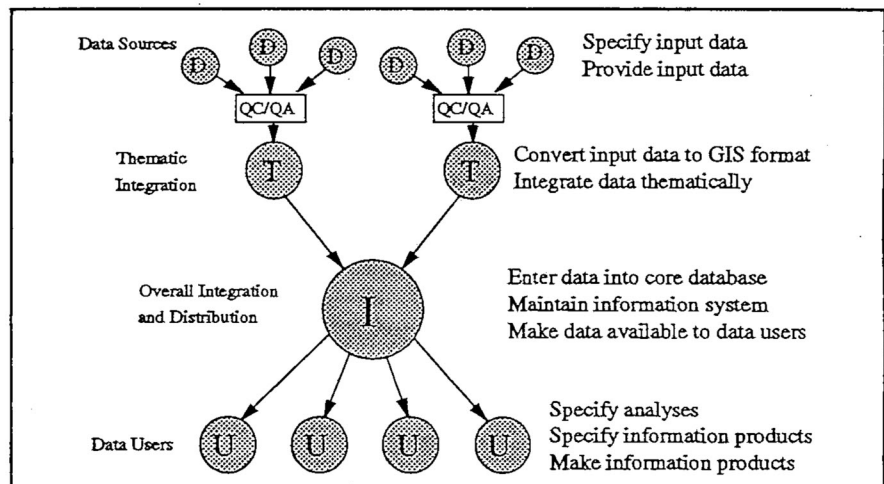 Data Sources
D D D D D D
Specify input data
Provide input data
QC/QA QC/QA
Thematic
Integration
T T
Convert input data to GIS format
Integrate data thematically
Overall Integration
and Distribution
I
Enter data into core database
Maintain information system
Make data available to data users
Data Users
U U U U
Specify analyses
Specify information products
Make information products